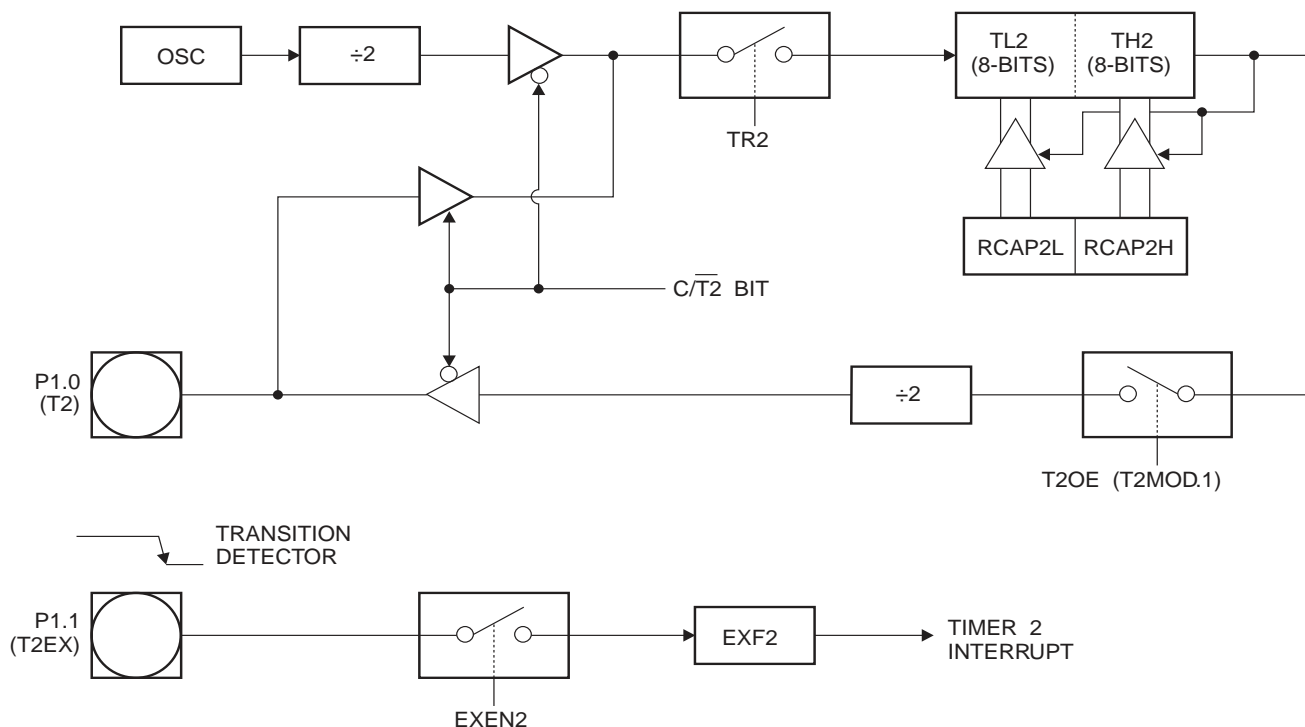 OSC
÷2
TR2
TL2
(8-BITS)
TH2
(8-BITS)
RCAP2L
RCAP2H
C/T2 BIT
P1.0
(T2)
÷2
T2OE (T2MOD.1)
TRANSITION
DETECTOR
P1.1
(T2EX)
EXEN2
EXF2
TIMER 2
INTERRUPT